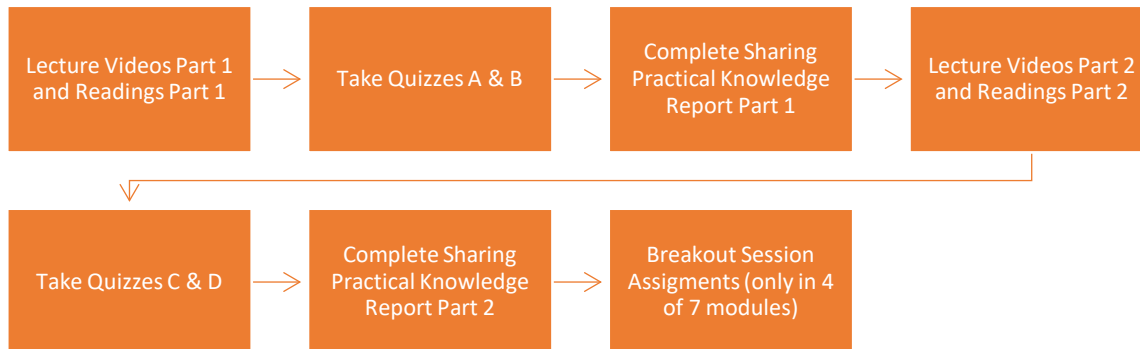 Lecture Videos Part 1
and Readings Part 1
Take Quizzes A & B
Complete Sharing
Practical Knowledge
Report Part 1
Lecture Videos Part 2
and Readings Part 2
Take Quizzes C & D
Complete Sharing
Practical Knowledge
Report Part 2
Breakout Session
Assigments (only in 4
of 7 modules)